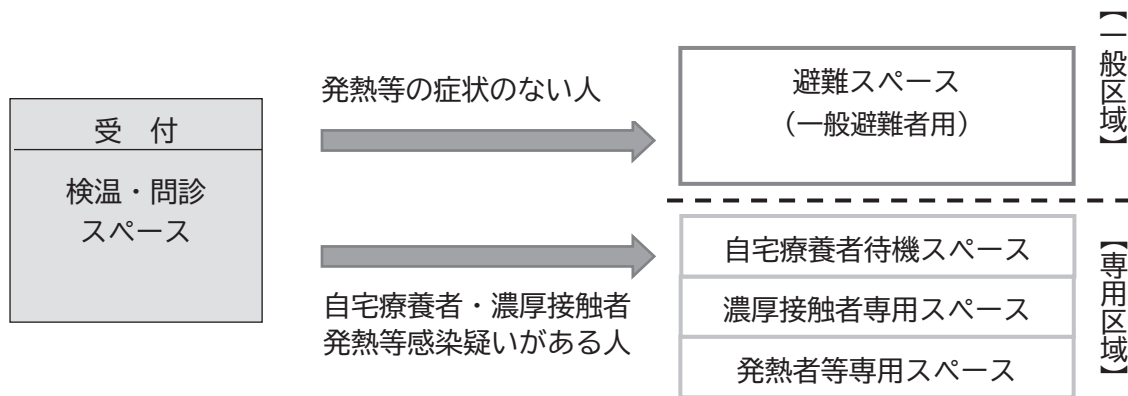 受　付
検温・問診
スペース
発熱等の症状のない人
自宅療養者・濃厚接触者
発熱等感染疑いがある人
避難スペース
（一般避難者用）
【一般区域】
自宅療養者待機スペース
濃厚接触者専用スペース
発熱者等専用スペース
【専用区域】